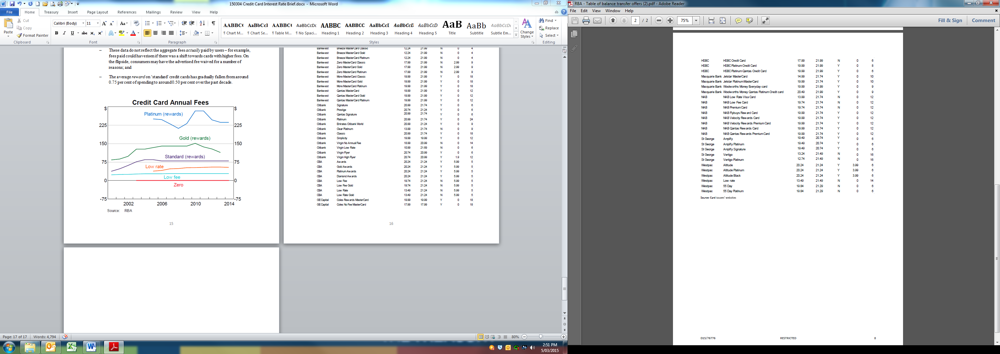 150304 Credit Card Interest Rate Brief.docx - Microsoft Word
File Home Treasury Insert Page Layout References Mailings Review View Help
Cut
Copy
Format Painter
Paste
Clipboard
Calibri (Body) 11
Font
Paragraph
AABBC( AaBbCcI AABBC( AaBbCcDc AABBC AABBCC AaBbCcI AaBbCcD AaBbCcD AaB AaBb AaBbCcDc
¶ Chart M... ¶ Chart Se... ¶ Table M... ¶ No Spaci... Heading 1 Heading 2 Heading 3 Heading 4 Heading 5 Title Subtitle Subtle Em...
Styles
Change Styles
Find
Replace
Select
Editing
– These data do not reflect the aggregate fees actually paid by users – for example,
fees paid could have risen if there was a shift towards cards with higher fees. On
the flipside, consumers may have the advertised fee waived for a number of
reasons; and
– The average reward on ‘standard’ credit cards has gradually fallen from around
0.75 per cent of spending to around 0.50 per cent over the past decade.
Credit Card Annual Fees
$ $
Platinum (rewards)
225 225
Gold (rewards)
150 150
Standard (rewards)
75 75
Low rate
Low fee
0 0
Zero
-75 -75
2002 2006 2010 2014
Source: RBA
15
Bankwest Breeze MasterCard Classic 12.24 21.99 N 0 4
Bankwest Breeze MasterCard Gold 12.24 21.99 N 0 4
Bankwest Breeze MasterCard Platinum 12.24 21.99 N 0 4
Bankwest Zero MasterCard Classic 17.99 21.99 N 2.99 9
Bankwest Zero MasterCard Gold 17.99 21.99 N 2.99 9
Bankwest Zero MasterCard Platinum 17.99 21.99 N 2.99 9
Bankwest More MasterCard Classic 19.99 21.99 Y 0 18
Bankwest More MasterCard Gold 19.99 21.99 Y 0 18
Bankwest More MasterCard Platinum 19.99 21.99 Y 0 18
Bankwest Qantas MasterCard 19.99 21.99 Y 0 12
Bankwest Qantas MasterCard Gold 19.99 21.99 Y 0 12
Bankwest Qantas MasterCard Platinum 19.99 21.99 Y 0 12
Citibank Signature 20.99 21.74 Y 0 6
Citibank Prestige 20.74 21.24 Y 0 6
Citibank Qantas Signature 20.99 21.74 Y 0 6
Citibank Platinum 20.99 21.74 Y 0 24
Citibank Emirates Citibank World 20.99 21.24 Y 0 9
Citibank Clear Platinum 13.99 21.74 N 0 9
Citibank Classic 20.99 21.74 Y 0 18
Citibank Simplicity 19.99 19.99 Y 0 12
Citibank Virgin No Annual Fee 18.99 20.99 N 0 14
Citibank Virgin Low Rate 10.99 21.69 N 0 6
Citibank Virgin Flyer 20.74 20.99 Y 0 6
Citibank Virgin High Flyer 20.74 20.99 Y 1.9 12
CBA Awards 20.24 21.24 Y 5.99 5
CBA Gold Awards 20.24 21.24 Y 5.99 5
CBA Platinum Awards 20.24 21.24 Y 5.99 5
CBA Diamond Awards 20.24 21.24 Y 5.99 5
CBA Low Fee 19.74 21.24 N 5.99 5
CBA Low Fee Gold 19.74 21.24 N 5.99 5
CBA Low Rate 13.49 21.24 N 5.99 5
CBA Low Rate Gold 13.49 21.24 N 5.99 5
GE Capital Coles Rewards MasterCard 19.99 19.99 Y 0 18
GE Capital Coles No Fee MasterCard 17.99 17.99 Y 0 18
16
Page: 17 of 17 Words: 4,794 80%
2:51 PM
5/03/2015
RBA - Table of balance transfer offers (2).pdf - Adobe Reader
File Edit View Window Help
2 / 2 75% Fill & Sign Comment
HSBC HSBC Credit Card 17.99 21.99 N 0 6
HSBC HSBC Platinum Credit Card 19.99 21.99 Y 0 8
HSBC HSBC Platinum Qantas Credit Card 19.99 21.99 Y 0 6
Macquarie Bank Jetstar MasterCard 14.99 21.74 Y 0 10
Macquarie Bank Jetstar Platinum MasterCard 19.99 21.74 Y 0 10
Macquarie Bank Woolworths Money Everyday card 19.99 21.99 Y 0 9
Macquarie Bank Woolworths Money Qantas Platinum Credit card 20.49 21.99 Y 0 9
NAB NAB Low Rate Visa Card 13.99 21.74 N 0 12
NAB NAB Low Fee Card 19.74 21.74 N 0 12
NAB NAB Premium Card 19.74 21.74 N 0 12
NAB NAB Flybuys Reward Card 19.99 21.74 Y 0 12
NAB NAB Velocity Rewards Card 19.99 21.74 Y 0 12
NAB NAB Velocity Rewards Premium Card 19.99 21.74 Y 0 12
NAB NAB Qantas Rewards Card 19.99 21.74 Y 0 12
NAB NAB Qantas Rewards Premium Card 19.99 21.74 Y 0 12
St George Amplify 19.49 20.74 Y 0 6
St George Amplify Platinum 19.49 20.74 Y 0 6
St George Amplify Signature 19.49 20.74 Y 0 6
St George Vertigo 13.24 21.49 N 0 16
St George Vertigo Platinum 12.74 21.49 N 0 16
Westpac Altitude 20.24 21.24 Y 3.99 6
Westpac Altitude Platinum 20.24 21.24 Y 3.99 6
Westpac Altitude Black 20.24 21.24 Y 3.99 6
Westpac Low rate 13.49 21.49 N 0 14
Westpac 55 Day 19.84 21.29 N 0 6
Westpac 55 Day Platinum 19.84 21.29 N 0 6
Source: Card issuers' websites
D15/76776 RESTRICTED 8